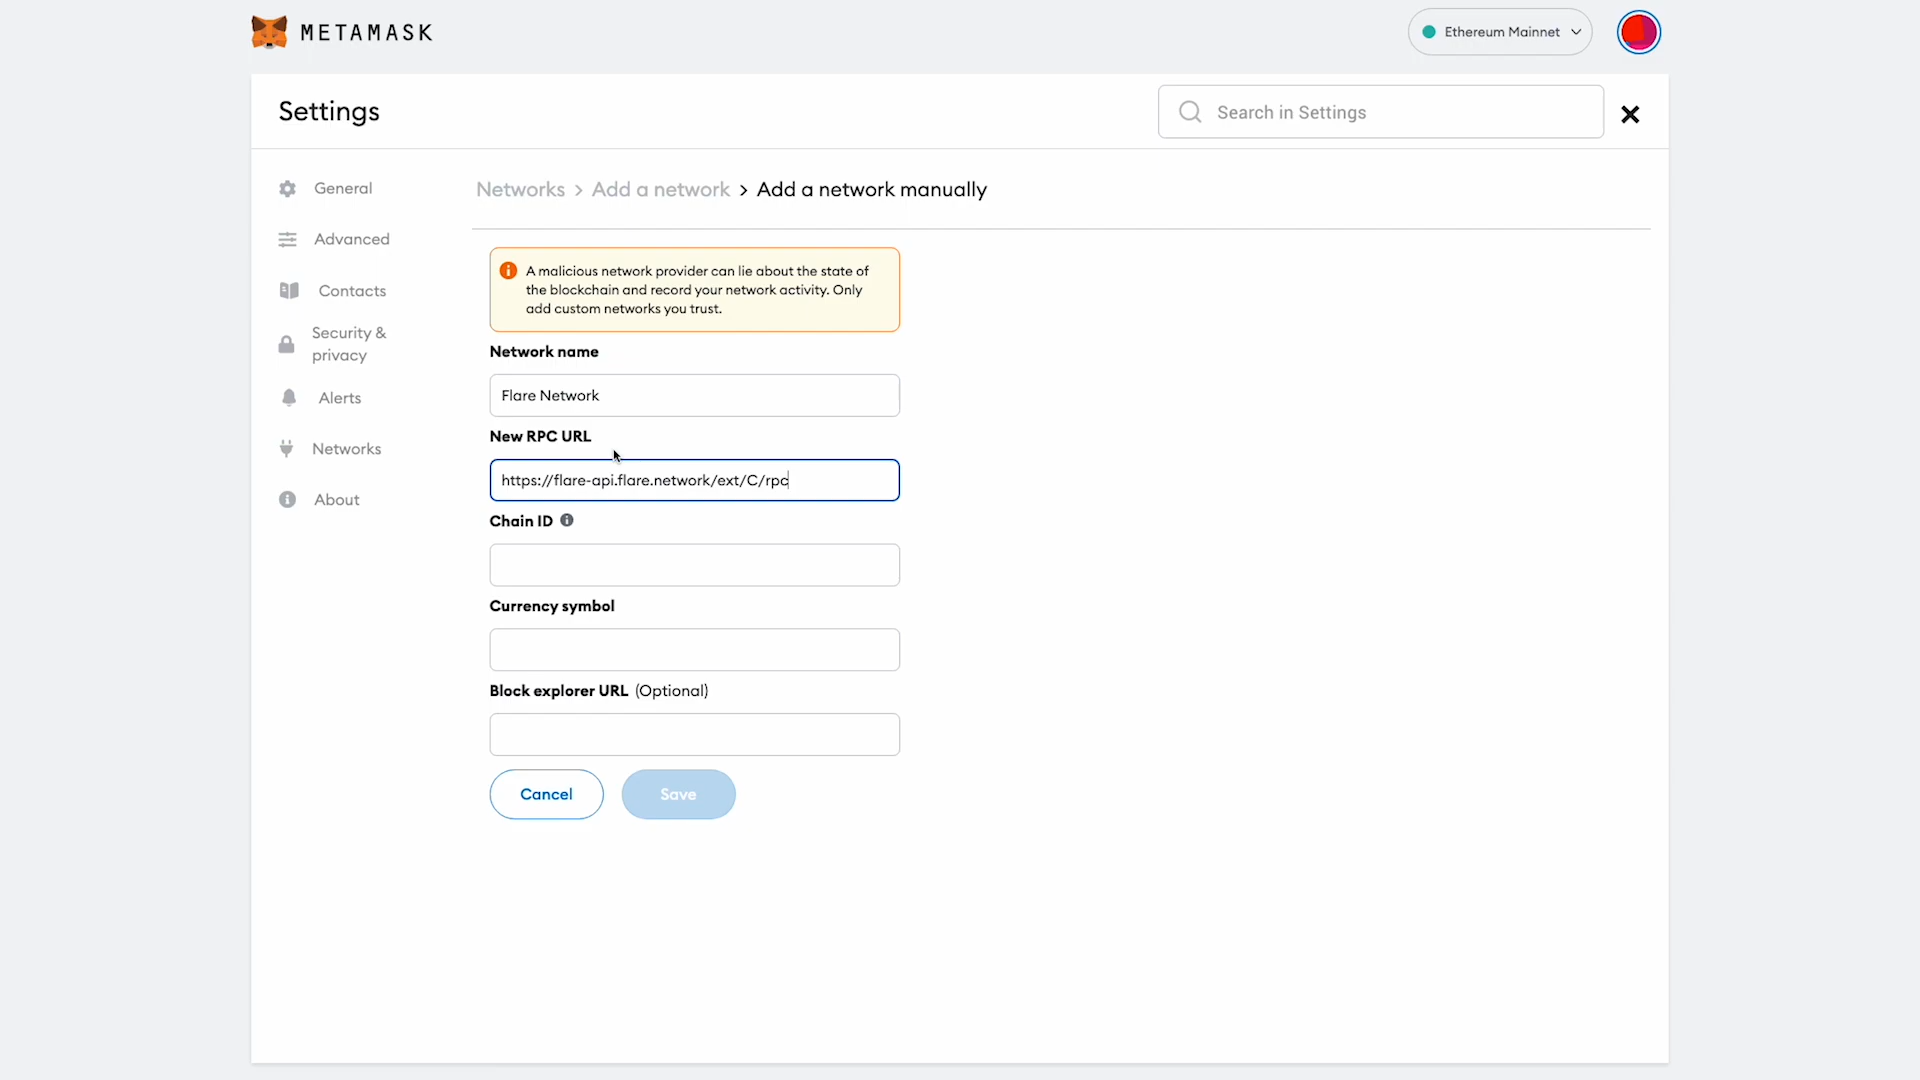 METAMASK
Ethereum Mainnet
Settings
Search in Settings
General
Advanced
Contacts
Security &
privacy
Alerts
Networks
About
Networks > Add a network > Add a network manually
A malicious network provider can lie about the state of
the blockchain and record your network activity. Only
add custom networks you trust.
Network name
Flare Network
New RPC URL
https://flare-api.flare.network/ext/C/rpc
Chain ID
Currency symbol
Block explorer URL (Optional)
Cancel
Save